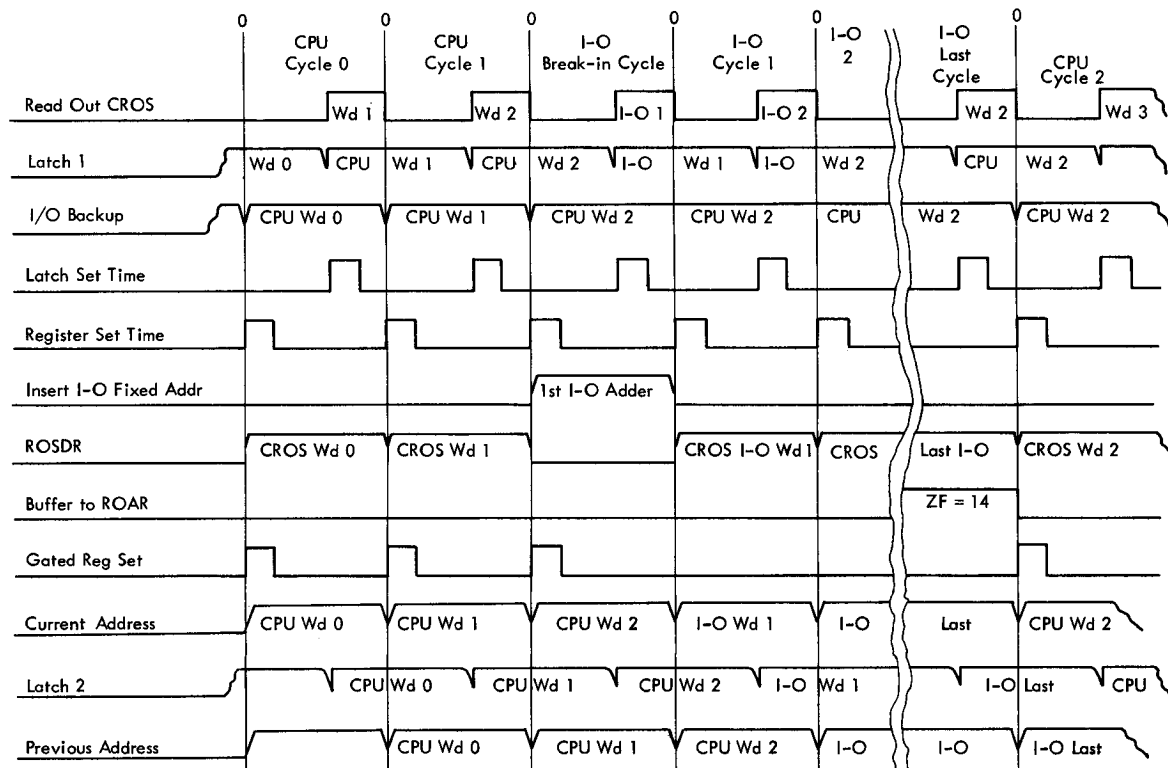 0 0 0 0 0 0
CPU Cycle 0
CPU Cycle 1
I-O Break-in Cycle
I-O Cycle 1
I-O 2
I-O Last Cycle
CPU Cycle 2
Read Out CROS Wd 1 Wd 2 I-O 1 I-O 2 Wd 2 Wd 3
Latch 1 Wd 0 CPU Wd 1 CPU Wd 2 I-O Wd 1 I-O Wd 2 CPU Wd 2
I/O Backup CPU Wd 0 CPU Wd 1 CPU Wd 2 CPU Wd 2 CPU Wd 2 CPU Wd 2
Latch Set Time
Register Set Time
Insert I-O Fixed Addr 1st I-O Adder
ROSDR CROS Wd 0 CROS Wd 1 CROS I-O Wd1 CROS Last I-O CROS Wd 2
Buffer to ROAR ZF = 14
Gated Reg Set
Current Address CPU Wd 0 CPU Wd 1 CPU Wd 2 I-O Wd 1 I-O Last CPU Wd 2
Latch 2 CPU Wd 0 CPU Wd 1 CPU Wd 2 I-O Wd 1 I-O Last CPU
Previous Address CPU Wd 0 CPU Wd 1 CPU Wd 2 I-O I-O I-O Last